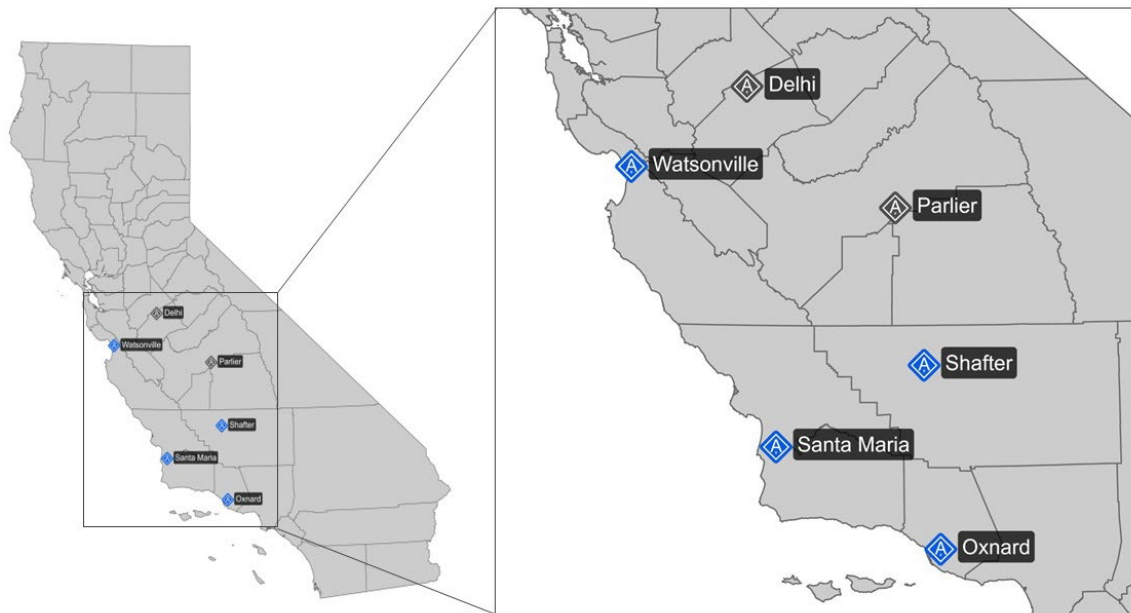 Delhi
Watsonville
Parlier
Shafter
Santa Maria
Oxnard
A Delhi
A Watsonville
A Parlier
A Shafter
A Santa Maria
A Oxnard